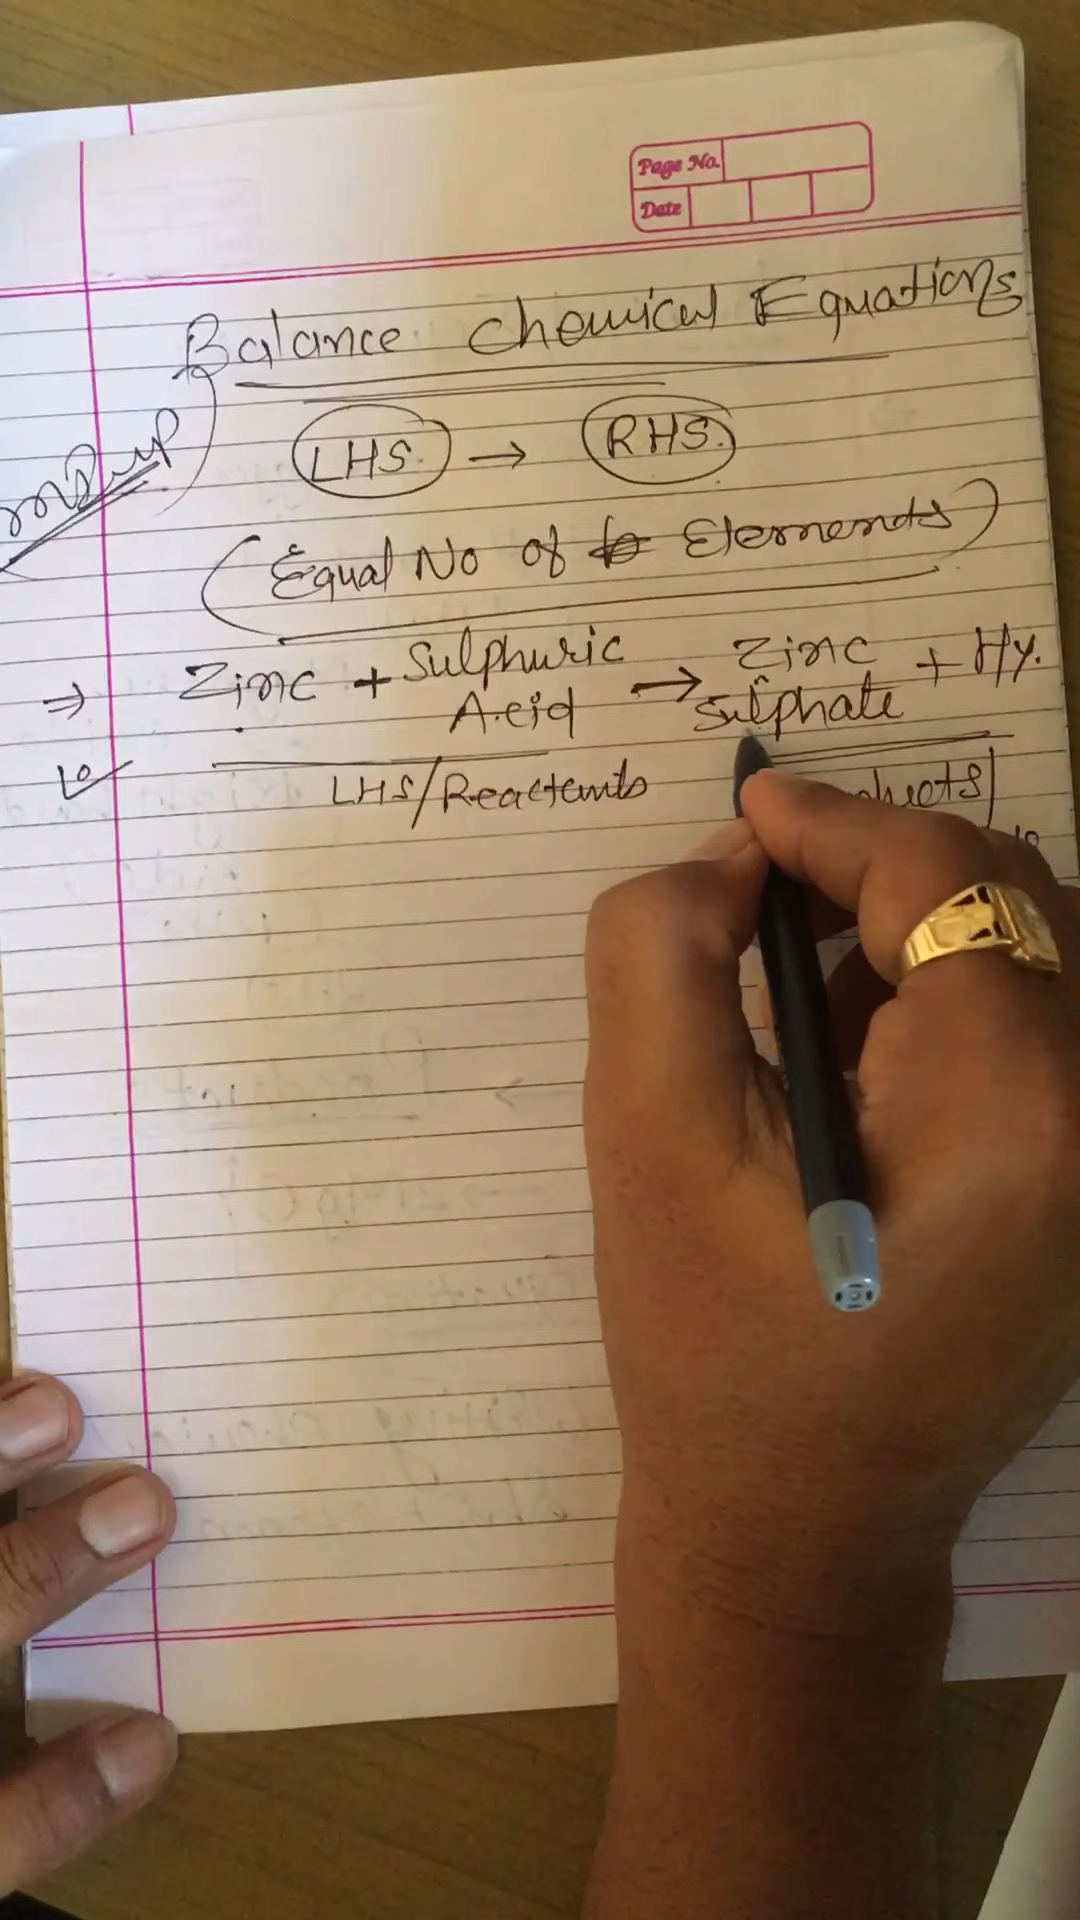 Page No.
Date
Balance Chemical Equations
LHS. → RHS.
(Equal No of Elements)
⇒ Zinc + Sulphuric Acid → Zinc Sulphate + Hy.
LHS/Reactants